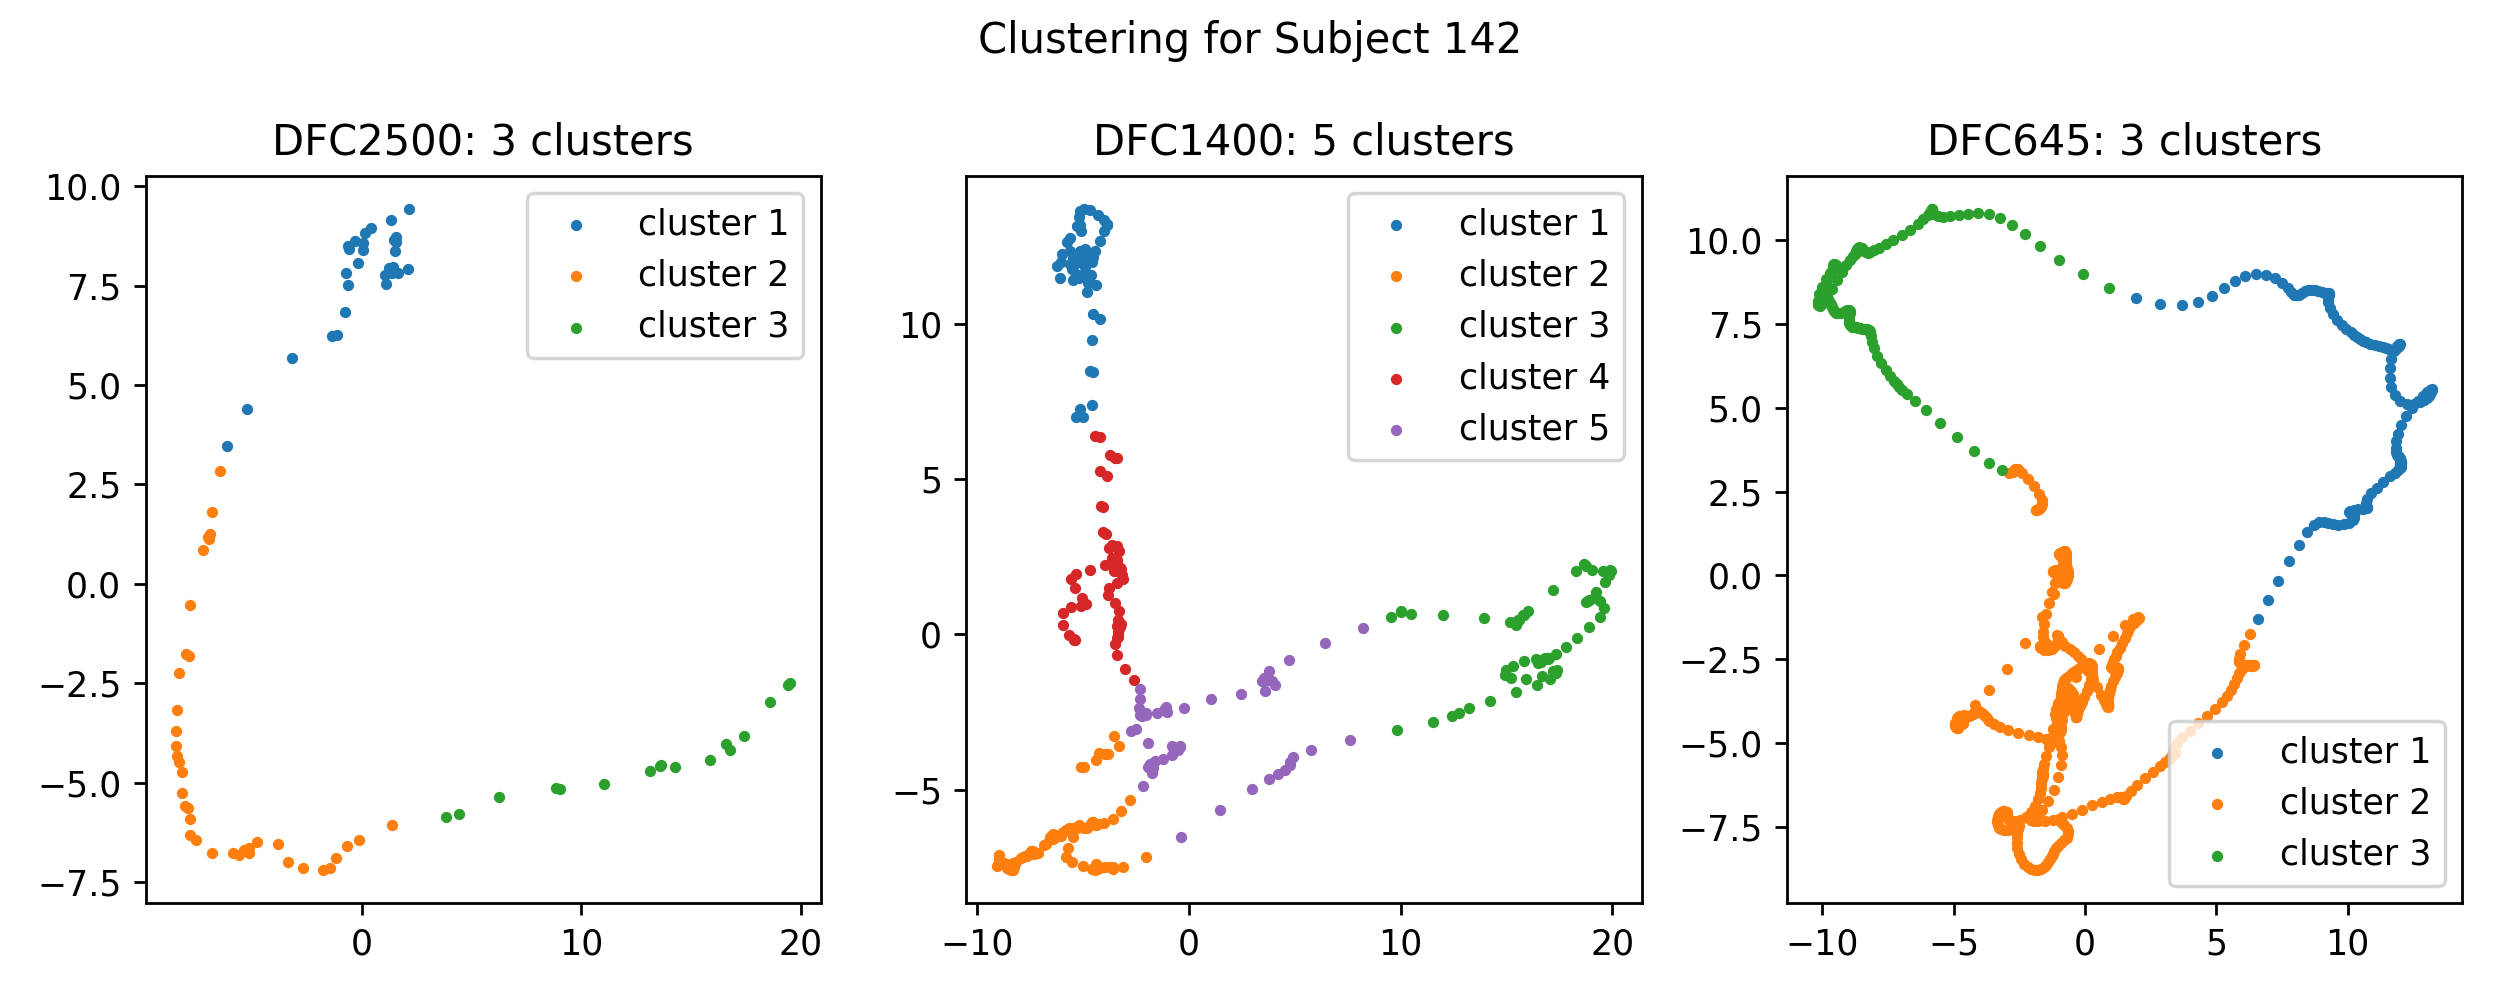 Clustering for Subject 142
DFC2500: 3 clusters
10.0
7.5
5.0
2.5
0.0
−2.5
−5.0
−7.5
0
10
20
cluster 1
cluster 2
cluster 3
DFC1400: 5 clusters
10
5
0
−5
−10
0
10
20
cluster 1
cluster 2
cluster 3
cluster 4
cluster 5
DFC645: 3 clusters
10.0
7.5
5.0
2.5
0.0
−2.5
−5.0
−7.5
−10
−5
0
5
10
cluster 1
cluster 2
cluster 3